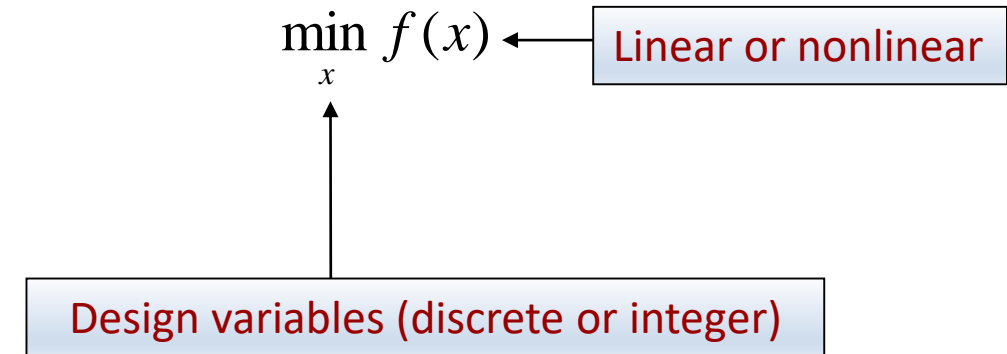 min f(x)
x
Linear or nonlinear
Design variables (discrete or integer)